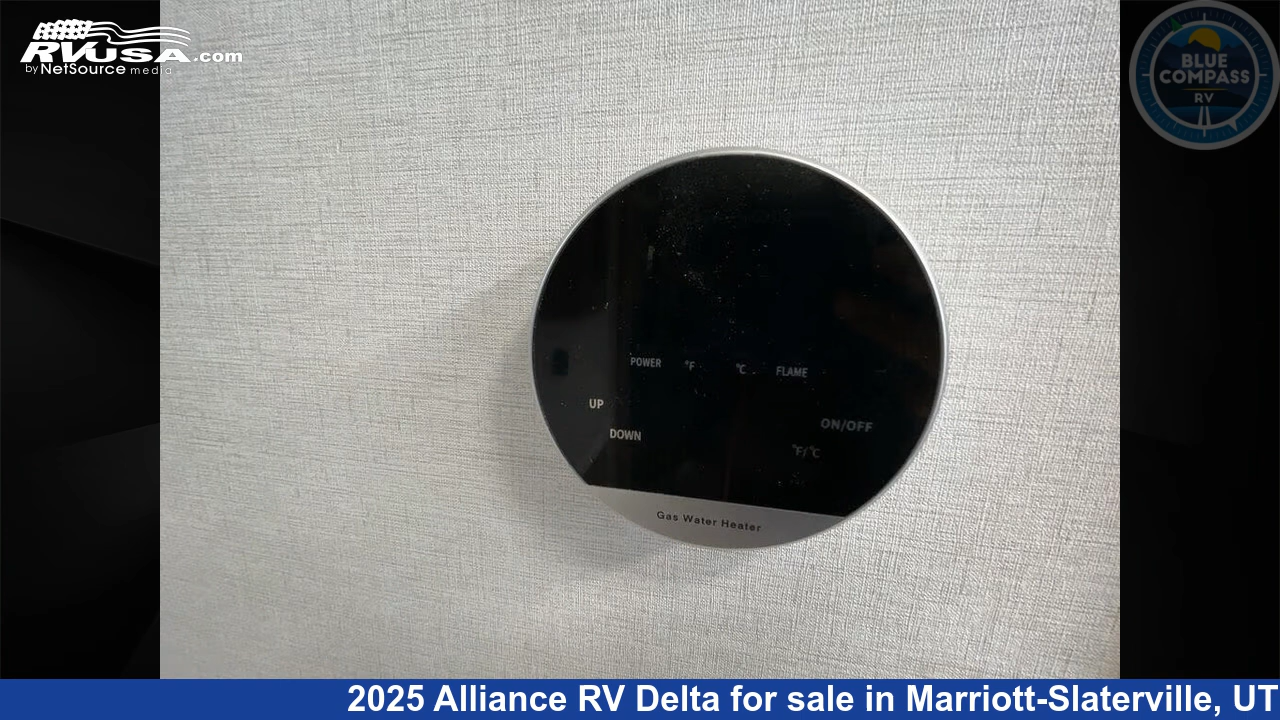 RVUSA.com
by NetSource media
BLUE
COMPASS
RV
POWER °F °C FLAME
UP
ON/OFF
DOWN
°F/°C
Gas Water Heater
2025 Alliance RV Delta for sale in Marriott-Slaterville, UT